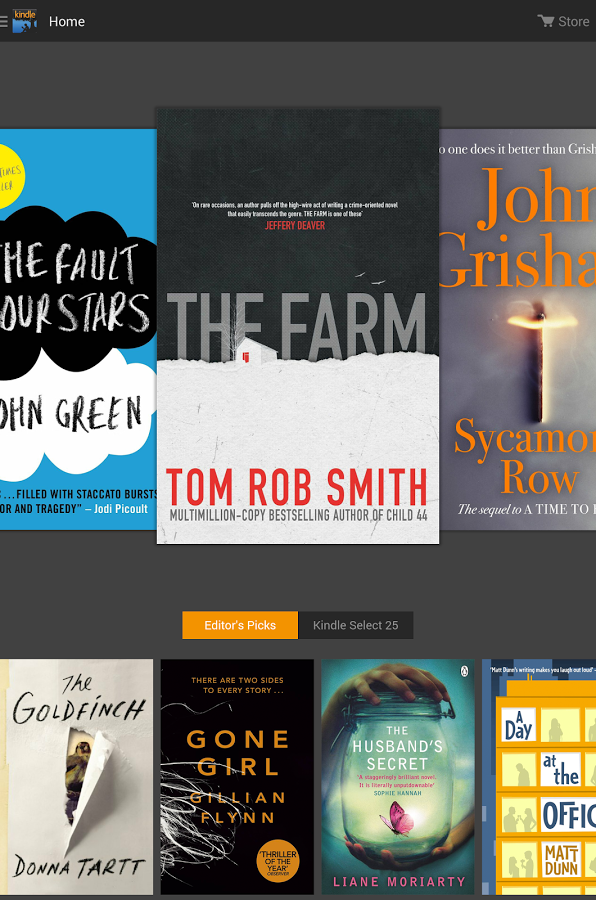 kindle
Home
Store
TIMES
THE FAULT
OUR STARS
JOHN GREEN
... FILLED WITH STACCATO BURSTS
OR AND TRAGEDY” – Jodi Picoult
'On rare occasions, an author pulls off the high-wire act of writing a crime-oriented novel
that easily transcends the genre. THE FARM is one of these'
JEFFERY DEAVER
THE FARM
TOM ROB SMITH
MULTIMILLION-COPY BESTSELLING AUTHOR OF CHILD 44
o one does it better than Grish
John
Grisha
Sycamor
Row
The sequel to A TIME TO
Editor's Picks
Kindle Select 25
The
GOLDFINCH
DONNA TARTT
THERE ARE TWO SIDES
TO EVERY STORY ...
GONE
GIRL
GILLIAN
FLYNN
'THRILLER
OF THE
YEAR'
OBSERVER
THE
HUSBAND'S
SECRET
'A staggeringly brilliant novel.
It is literally unputdownable'
SOPHIE HANNAH
LIANE MORIARTY
'Matt Dunn's writing makes you laugh out loud'
A
Day
at
the
OFFIC
MATT
DUNN